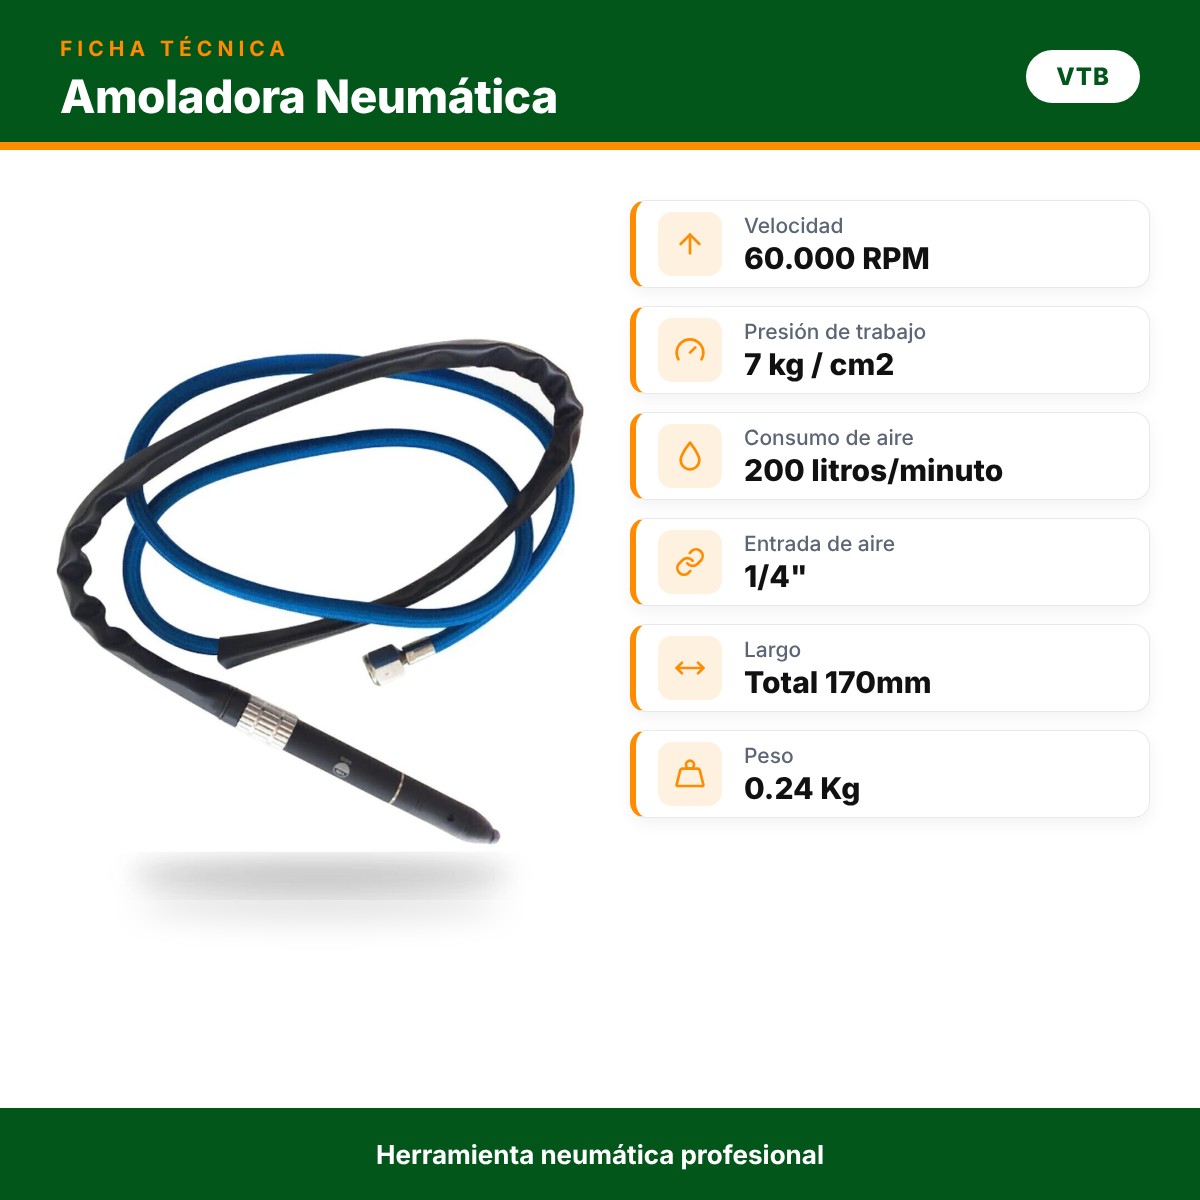 FICHA TÉCNICA
Amoladora Neumática
VTB
Velocidad
60.000 RPM
Presión de trabajo
7 kg / cm2
Consumo de aire
200 litros/minuto
Entrada de aire
1/4"
Largo
Total 170mm
Peso
0.24 Kg
Herramienta neumática profesional